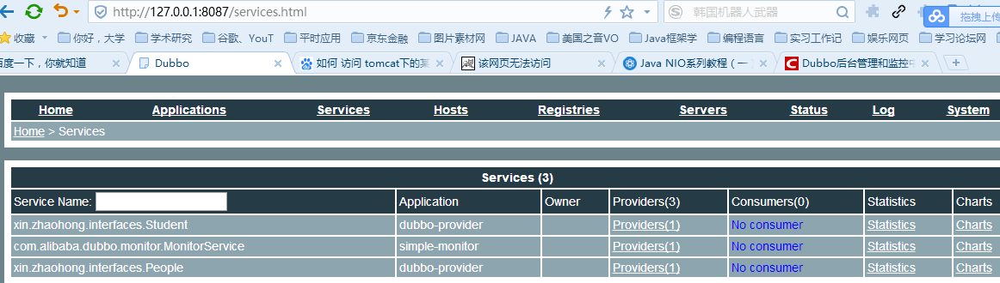 http://127.0.0.1:8087/services.html 韩国机器人武器 拖拽上传
收藏 你好，大学 学术研究 谷歌、YouT 平时应用 京东金融 图片素材网 JAVA 美国之音VO Java框架学 编程语言 实习工作记 娱乐网页 学习论坛网
百度一下，你就知道 Dubbo 如何 访问 tomcat下的某 该网页无法访问 Java NIO系列教程（一 Dubbo后台管理和监控中
Home Applications Services Hosts Registries Servers Status Log System
Home > Services
Services (3)
Service Name: Application Owner Providers(3) Consumers(0) Statistics Charts
xin.zhaohong.interfaces.Student dubbo-provider Providers(1) No consumer Statistics Charts
com.alibaba.dubbo.monitor.MonitorService simple-monitor Providers(1) No consumer Statistics Charts
xin.zhaohong.interfaces.People dubbo-provider Providers(1) No consumer Statistics Charts